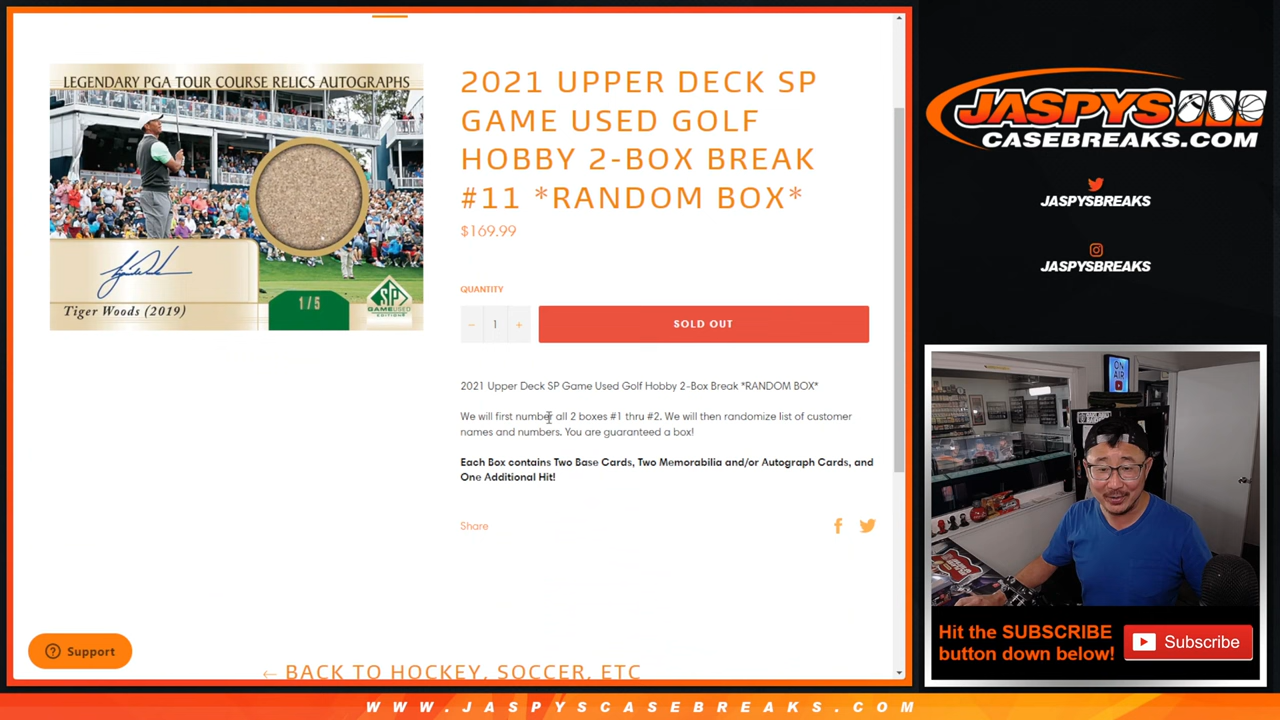 LEGENDARY PGA TOUR COURSE RELICS AUTOGRAPHS
Tiger Woods (2019)
1/5
SP
GAMEUSED
EDITION
2021 UPPER DECK SP
GAME USED GOLF
HOBBY 2-BOX BREAK
#11 *RANDOM BOX*
$169.99
QUANTITY
− 1 +
SOLD OUT
2021 Upper Deck SP Game Used Golf Hobby 2-Box Break *RANDOM BOX*
We will first number all 2 boxes #1 thru #2. We will then randomize list of customer
names and numbers. You are guaranteed a box!
Each Box contains Two Base Cards, Two Memorabilia and/or Autograph Cards, and
One Additional Hit!
Share
← BACK TO HOCKEY, SOCCER, ETC
Support
JASPYS
CASEBREAKS.COM
JASPYSBREAKS
JASPYSBREAKS
ON
AIR
Hit the SUBSCRIBE
button down below!
Subscribe
WWW.JASPYSCASEBREAKS.COM